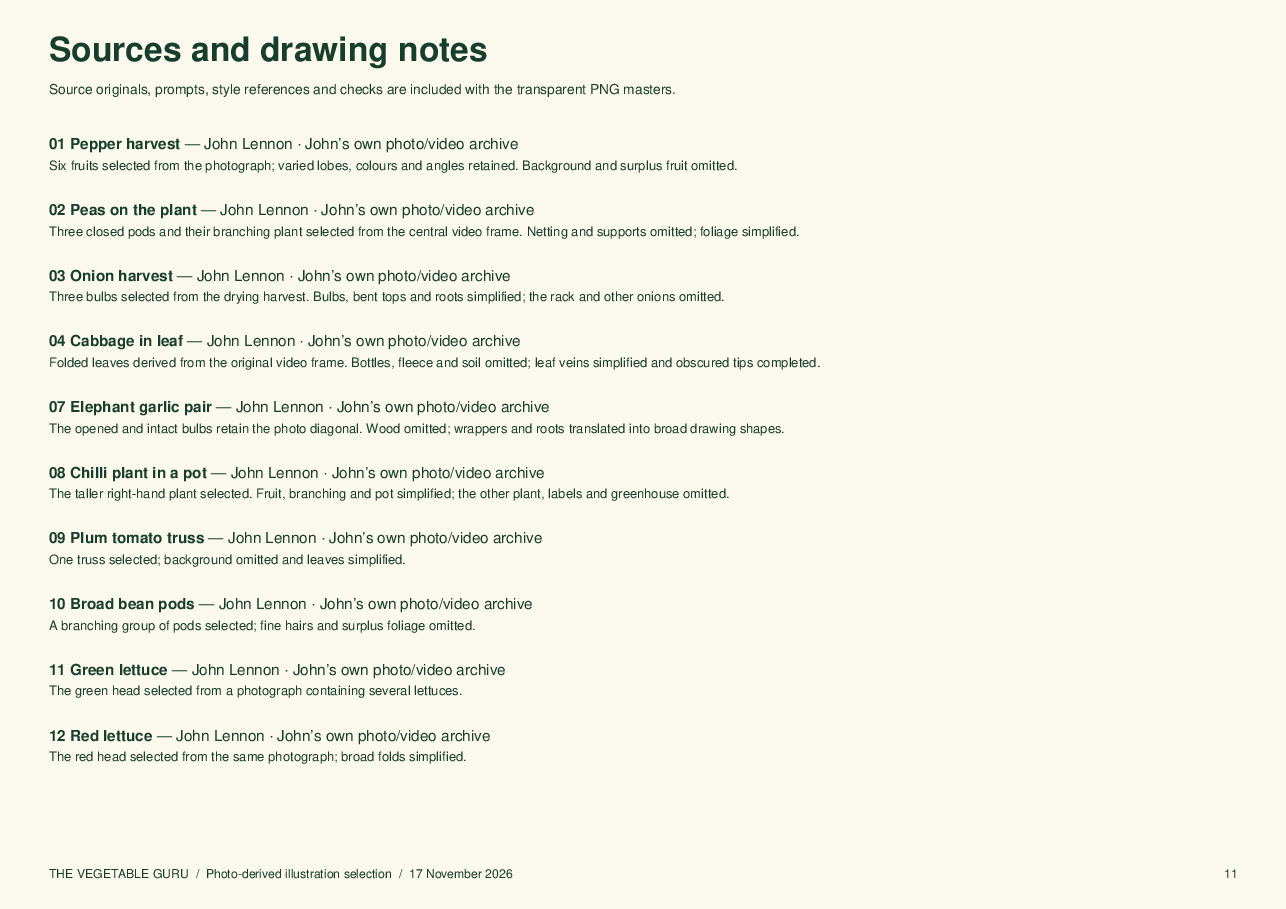 Sources and drawing notes
Source originals, prompts, style references and checks are included with the transparent PNG masters.
01 Pepper harvest — John Lennon · John’s own photo/video archive
Six fruits selected from the photograph; varied lobes, colours and angles retained. Background and surplus fruit omitted.
02 Peas on the plant — John Lennon · John’s own photo/video archive
Three closed pods and their branching plant selected from the central video frame. Netting and supports omitted; foliage simplified.
03 Onion harvest — John Lennon · John’s own photo/video archive
Three bulbs selected from the drying harvest. Bulbs, bent tops and roots simplified; the rack and other onions omitted.
04 Cabbage in leaf — John Lennon · John’s own photo/video archive
Folded leaves derived from the original video frame. Bottles, fleece and soil omitted; leaf veins simplified and obscured tips completed.
07 Elephant garlic pair — John Lennon · John’s own photo/video archive
The opened and intact bulbs retain the photo diagonal. Wood omitted; wrappers and roots translated into broad drawing shapes.
08 Chilli plant in a pot — John Lennon · John’s own photo/video archive
The taller right-hand plant selected. Fruit, branching and pot simplified; the other plant, labels and greenhouse omitted.
09 Plum tomato truss — John Lennon · John’s own photo/video archive
One truss selected; background omitted and leaves simplified.
10 Broad bean pods — John Lennon · John’s own photo/video archive
A branching group of pods selected; fine hairs and surplus foliage omitted.
11 Green lettuce — John Lennon · John’s own photo/video archive
The green head selected from a photograph containing several lettuces.
12 Red lettuce — John Lennon · John’s own photo/video archive
The red head selected from the same photograph; broad folds simplified.
THE VEGETABLE GURU / Photo-derived illustration selection / 17 November 2026
11